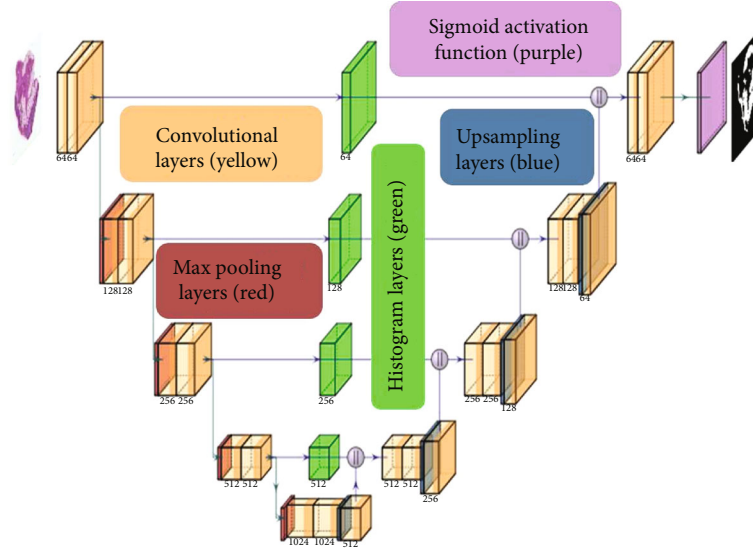 Sigmoid activation
function (purple)
Convolutional
layers (yellow)
Upsampling
layers (blue)
6464
64
6464
Histogram layers (green)
Max pooling
layers (red)
128128
128
128128
64
256 256
256
256 256
128
512 512
512
512 512
256
1024 1024
512